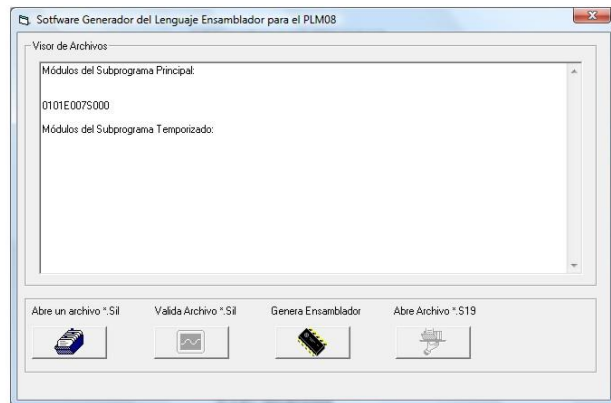 Sotfware Generador del Lenguaje Ensamblador para el PLM08
Visor de Archivos
Módulos del Subprograma Principal:
0101E007S000
Módulos del Subprograma Temporizado:
Abre un archivo *.Sil
Valida Archivo *.Sil
Genera Ensamblador
Abre Archivo *.S19